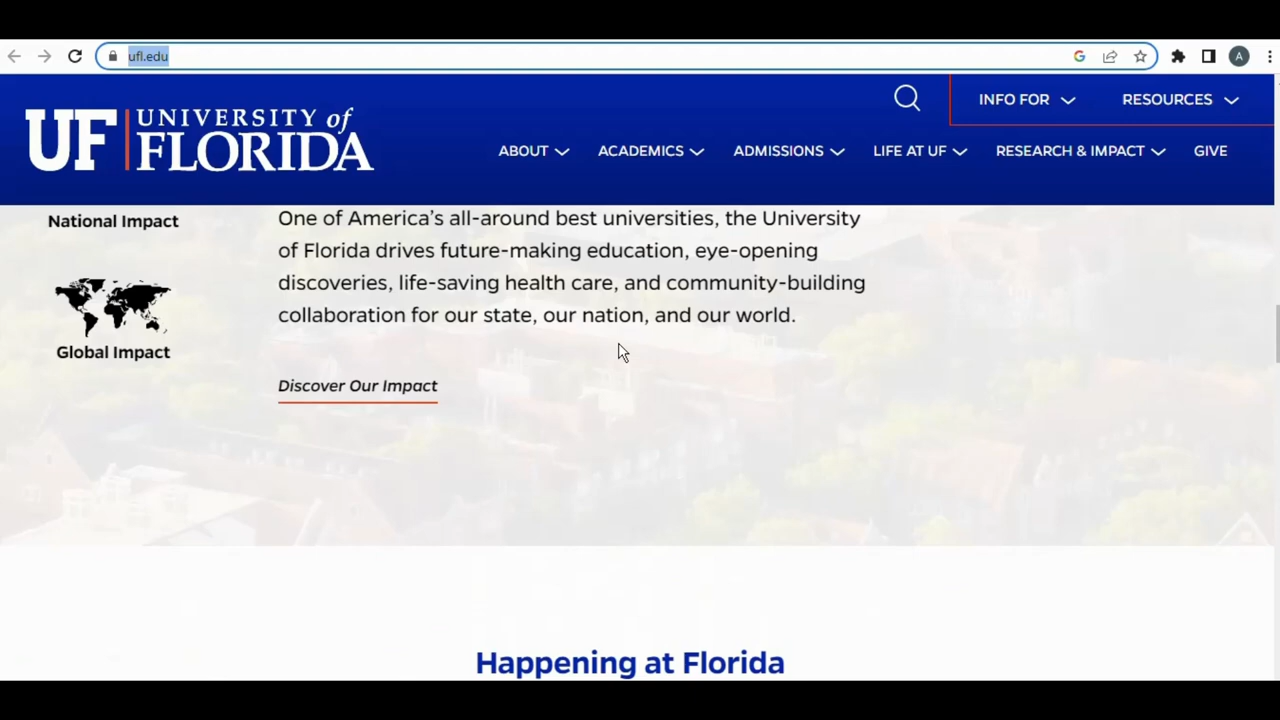 ufl.edu
A
INFO FOR
RESOURCES
UF UNIVERSITY of
FLORIDA
ABOUT
ACADEMICS
ADMISSIONS
LIFE AT UF
RESEARCH & IMPACT
GIVE
National Impact
Global Impact
One of America's all-around best universities, the University
of Florida drives future-making education, eye-opening
discoveries, life-saving health care, and community-building
collaboration for our state, our nation, and our world.
Discover Our Impact
Happening at Florida